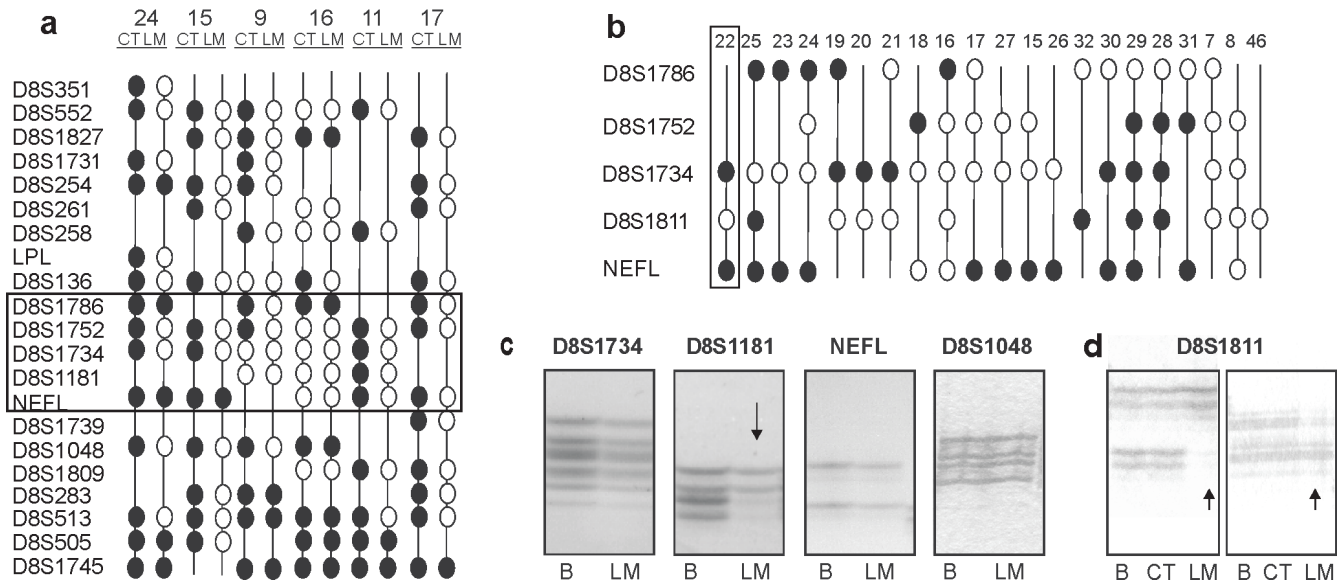 a
24 15 9 16 11 17
CT LM CT LM CT LM CT LM CT LM CT LM
D8S351
D8S552
D8S1827
D8S1731
D8S254
D8S261
D8S258
LPL
D8S136
D8S1786
D8S1752
D8S1734
D8S1181
NEFL
D8S1739
D8S1048
D8S1809
D8S283
D8S513
D8S505
D8S1745
b
22 25 23 24 19 20 21 18 16 17 27 15 26 32 30 29 28 31 7 8 46
D8S1786
D8S1752
D8S1734
D8S1811
NEFL
c
D8S1734 D8S1181 NEFL D8S1048
B LM B LM B LM B LM
d
D8S1811
B CT LM B CT LM